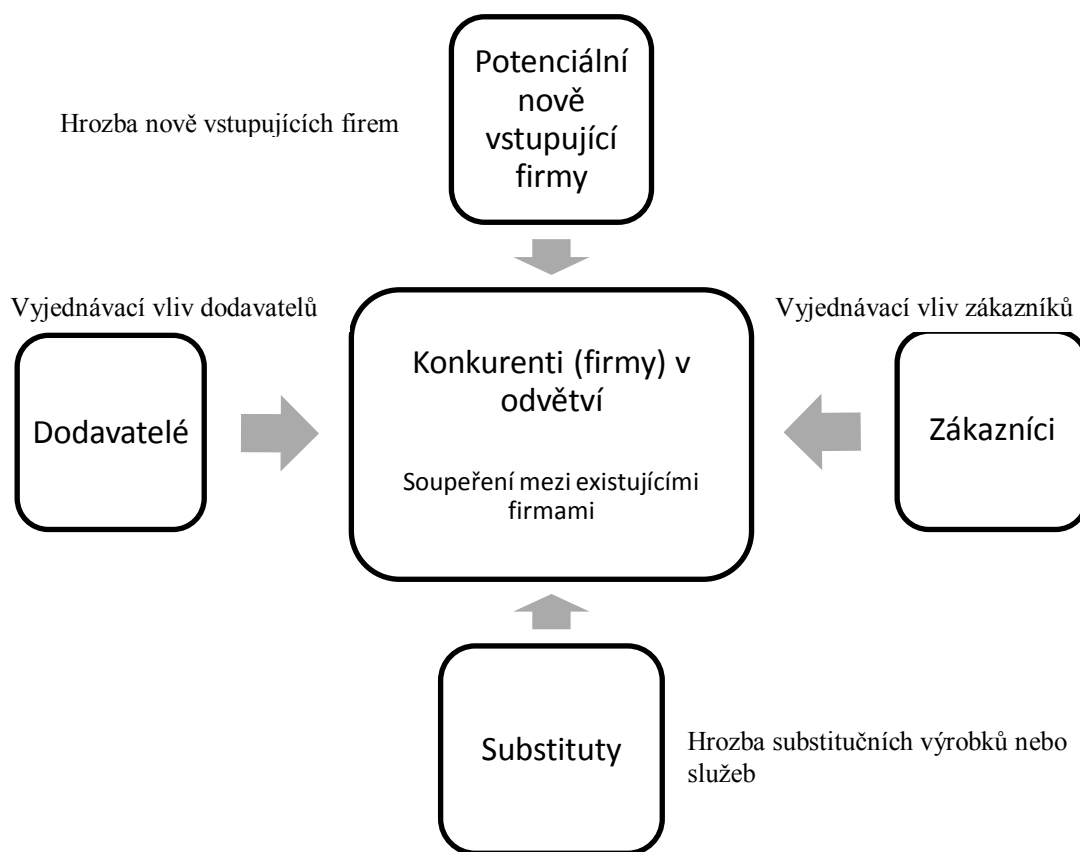 Potenciální
nově
vstupující
firmy
Hrozba nově vstupujících firem
Vyjednávací vliv dodavatelů
Vyjednávací vliv zákazníků
Dodavatelé
Konkurenti (firmy) v
odvětví
Soupeření mezi existujícími
firmami
Zákazníci
Substituty
Hrozba substitučních výrobků nebo
služeb